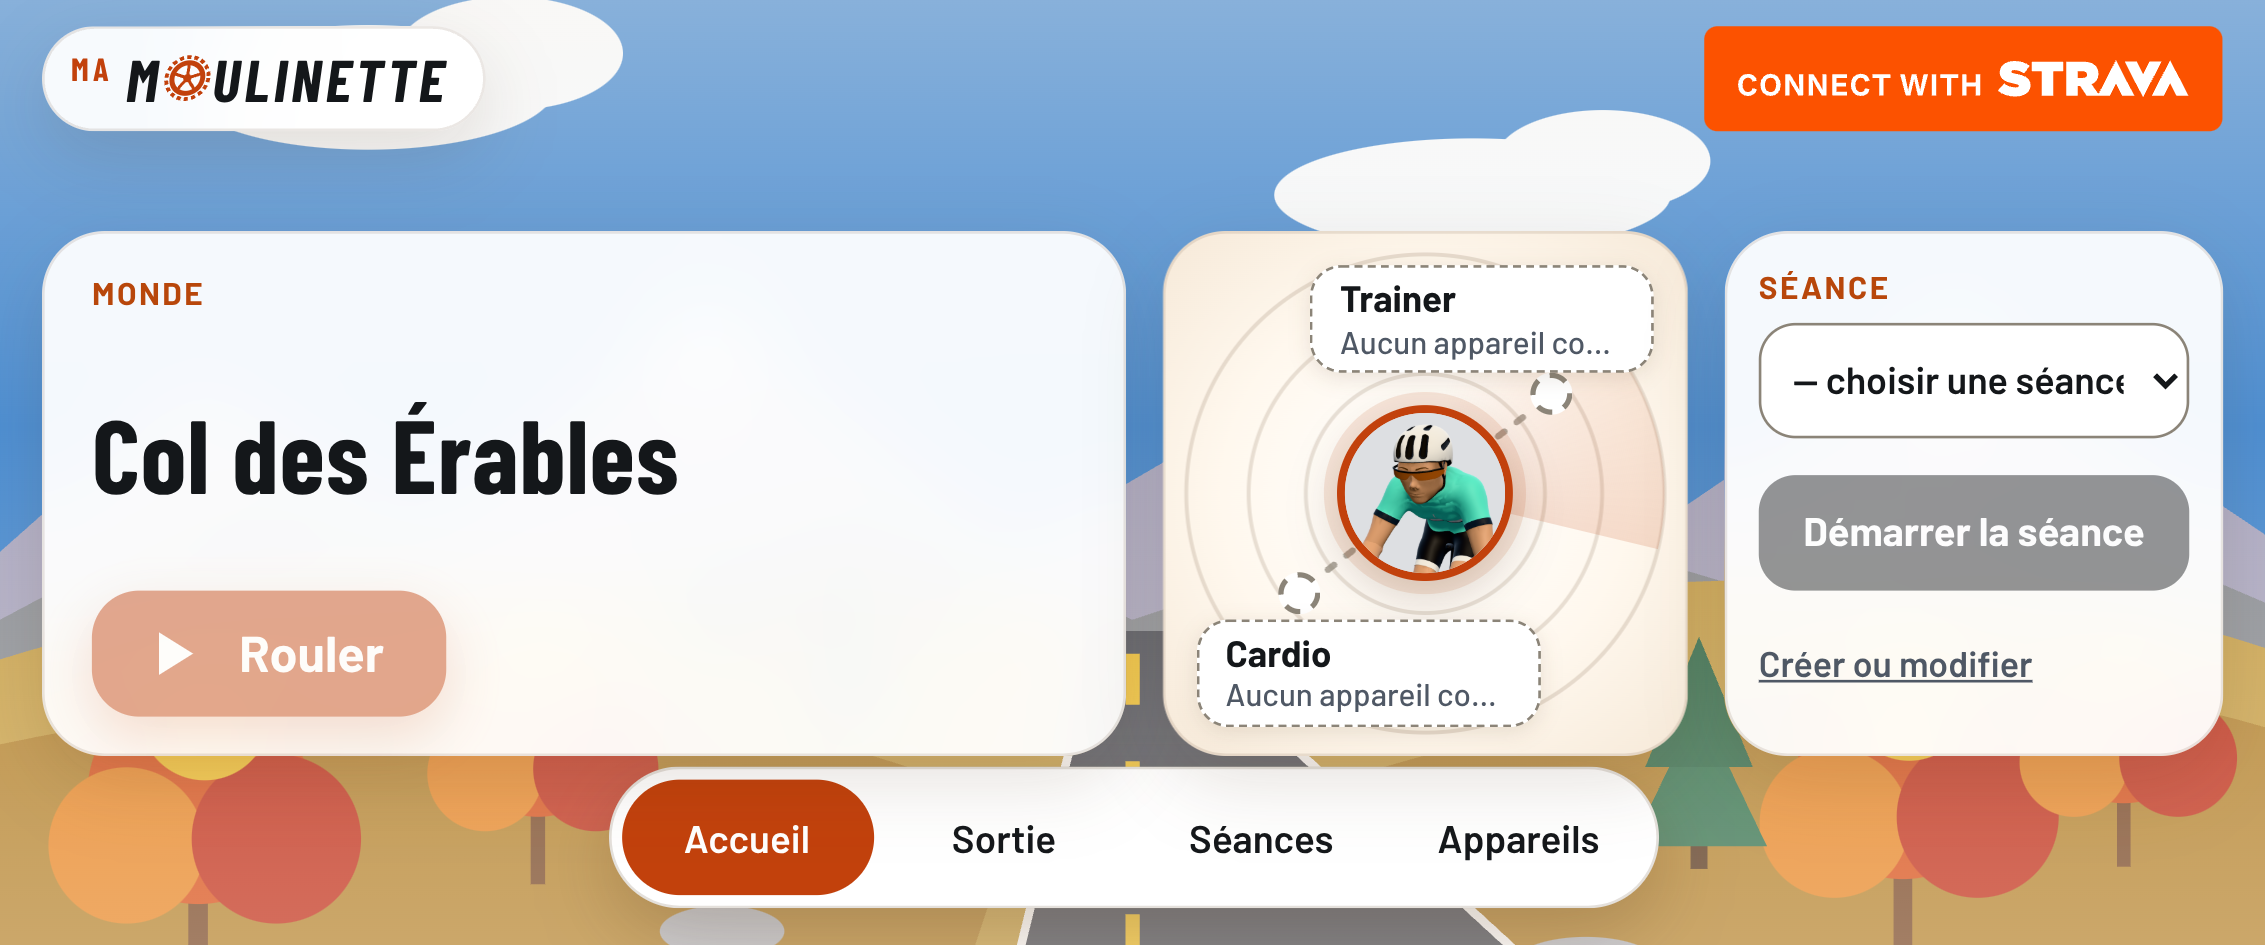 MA MOULINETTE
CONNECT WITH STRAVA
MONDE
Col des Érables
Rouler
Trainer
Aucun appareil co...
Cardio
Aucun appareil co...
SÉANCE
– choisir une séance
Démarrer la séance
Créer ou modifier
Accueil
Sortie
Séances
Appareils